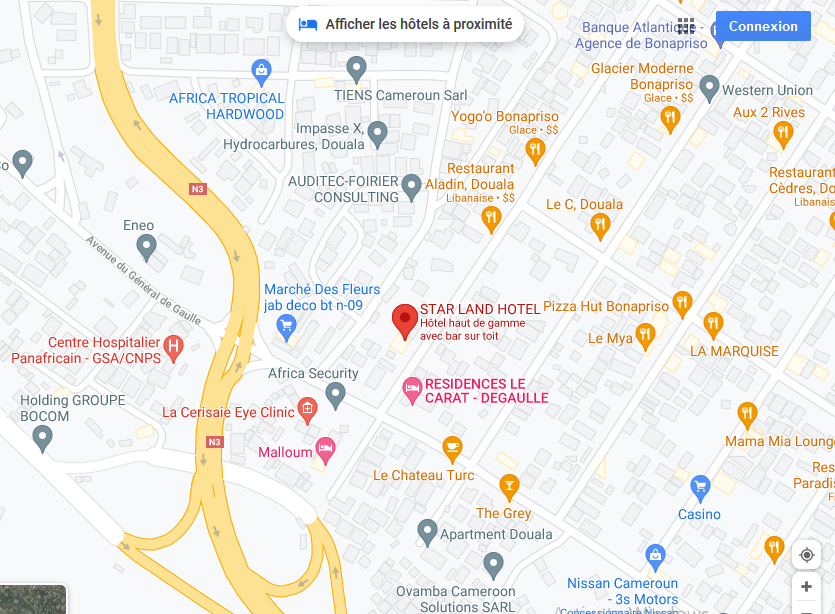 Afficher les hôtels à proximité
Banque Atlantique -
Agence de Bonapriso
Connexion
Glacier Moderne
Bonapriso
Glace • $$
Western Union
AFRICA TROPICAL
HARDWOOD
TIENS Cameroun Sarl
Aux 2 Rives
Yogo'o Bonapriso
Glace • $$
Impasse X,
Hydrocarbures, Douala
Restaurant
Aladin, Douala
Libanaise • $$
Restaurant
Cèdres, Do
Libanais
AUDITEC-FOIRIER
CONSULTING
N3
Le C, Douala
Eneo
Avenue du Général de Gaulle
Marché Des Fleurs
jab deco bt n-09
STAR LAND HOTEL
Hôtel haut de gamme
avec bar sur toit
Pizza Hut Bonapriso
Le Mya
LA MARQUISE
Centre Hospitalier
Panafricain - GSA/CNPS
Africa Security
RESIDENCES LE
CARAT - DEGAULLE
Holding GROUPE
BOCOM
La Cerisaie Eye Clinic
N3
Malloum
Mama Mia Lounge
Le Chateau Turc
Res
Paradis
The Grey
Casino
Apartment Douala
Ovamba Cameroon
Solutions SARL
Nissan Cameroun
- 3s Motors
Concessionnaire Nissan